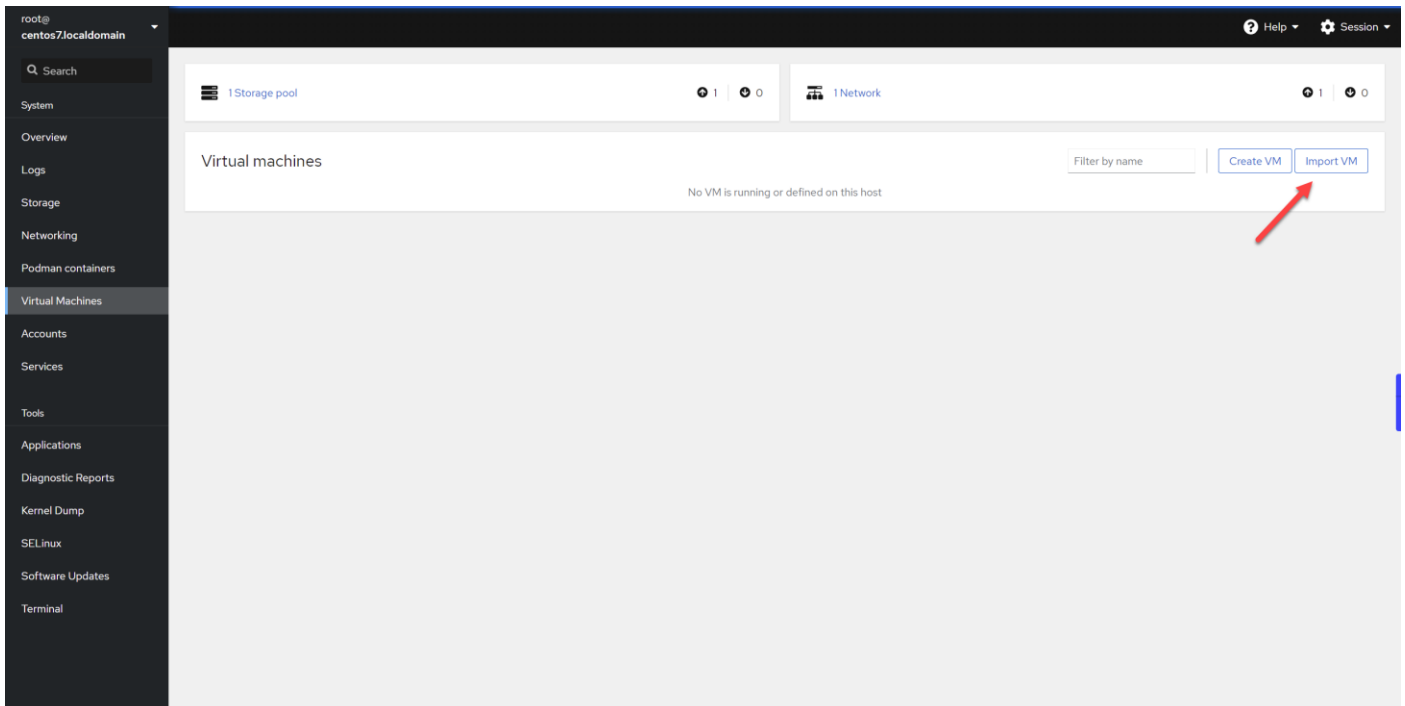 root@
centos7.localdomain
Help
Session
Search
System
Overview
Logs
Storage
Networking
Podman containers
Virtual Machines
Accounts
Services
Tools
Applications
Diagnostic Reports
Kernel Dump
SELinux
Software Updates
Terminal
1 Storage pool 1 0
1 Network 1 0
Virtual machines
Filter by name
Create VM
Import VM
No VM is running or defined on this host